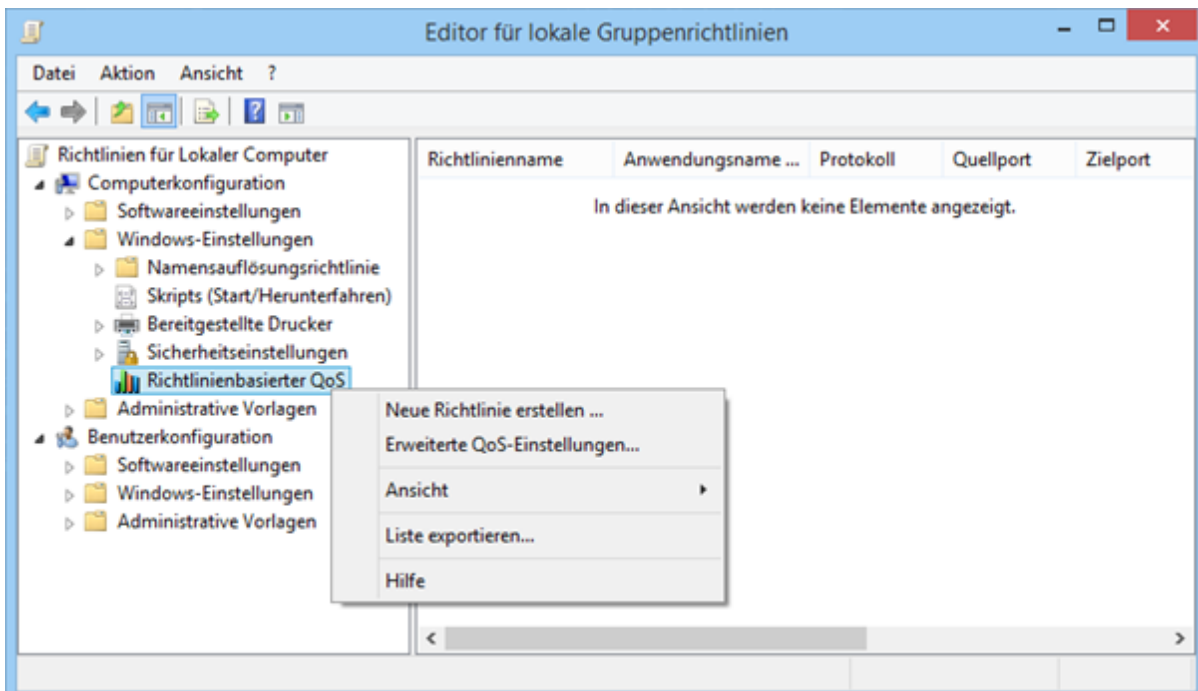 Editor für lokale Gruppenrichtlinien
Datei Aktion Ansicht ?
Richtlinien für Lokaler Computer
Computerkonfiguration
Softwareeinstellungen
Windows-Einstellungen
Namensauflösungsrichtlinie
Skripts (Start/Herunterfahren)
Bereitgestellte Drucker
Sicherheitseinstellungen
Richtlinienbasierter QoS
Administrative Vorlagen
Benutzerkonfiguration
Softwareeinstellungen
Windows-Einstellungen
Administrative Vorlagen
Richtlinienname Anwendungsname ... Protokoll Quellport Zielport
In dieser Ansicht werden keine Elemente angezeigt.
Neue Richtlinie erstellen ...
Erweiterte QoS-Einstellungen...
Ansicht
Liste exportieren...
Hilfe